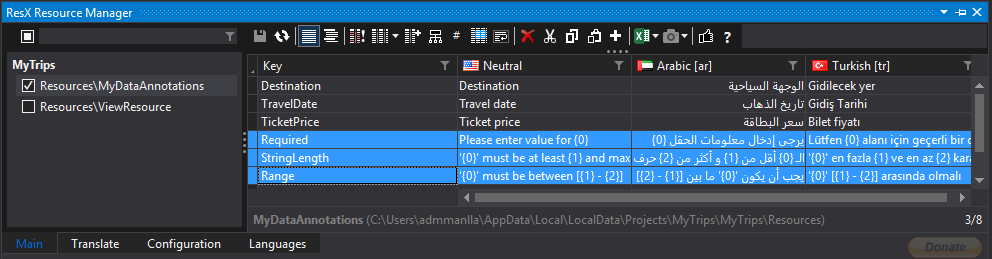 ResX Resource Manager
MyTrips
Resources\MyDataAnnotations
Resources\ViewResource
Key Neutral Arabic [ar] Turkish [tr]
Destination Destination الوجهة السياحية Gidilecek yer
TravelDate Travel date تاريخ الذهاب Gidiş Tarihi
TicketPrice Ticket price سعر البطاقة Bilet fiyatı
Required Please enter value for {0} يرجى إدخال معلومات الحقل {0} Lütfen {0} alanı için geçerli bir
StringLength '{0}' must be at least {1} and max الـ {0} أقل من {1} و أكثر من {2} حرف '{0}' en fazla {1} ve en az {2} kara
Range '{0}' must be between [{1} - {2}] يجب أن يكون '{0}' ما بين [{1} - {2}] '{0}' [{1} - {2}] arasında olmalı
MyDataAnnotations (C:\Users\admmanlla\AppData\Local\LocalData\Projects\MyTrips\MyTrips\Resources) 3/8
Main Translate Configuration Languages Donate